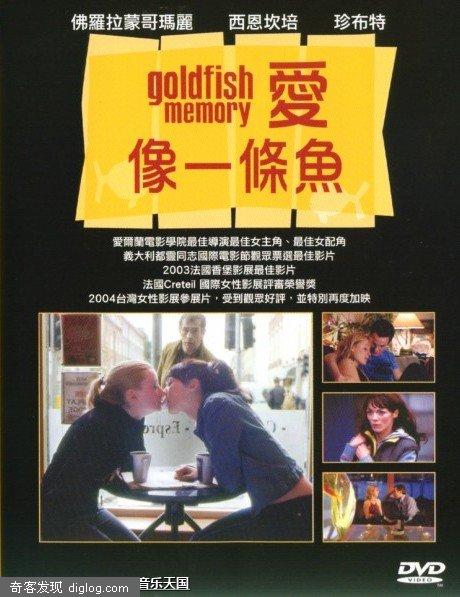 佛羅拉蒙哥瑪麗 西恩坎培 珍布特
goldfish
memory
愛
像一條魚
愛爾蘭電影學院最佳導演最佳女主角、最佳女配角
義大利都靈同志國際電影節觀眾票選最佳影片
2003法國香堡影展最佳影片
法國Creteil 國際女性影展評審榮譽獎
2004台灣女性影展參展片，受到觀眾好評，並特別再度加映
DVD
VIDEO
奇客发现 diglog.com
音乐天国